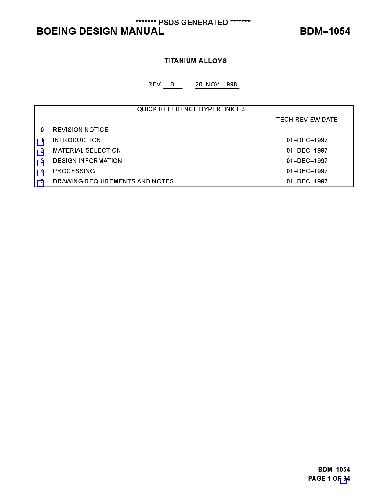 ******* PSDS GENERATED *******
BOEING DESIGN MANUAL BDM–1054
TITANIUM ALLOYS
REV B 20–NOV–1998
QUICK REFERENCE HYPERLINKS
TECH REVIEW DATE
0 REVISION NOTICE
1 INTRODUCTION 01–DEC–1997
2 MATERIAL SELECTION 01–DEC–1997
3 DESIGN INFORMATION 01–DEC–1997
4 PROCESSING 01–DEC–1997
5 DRAWING REQUIREMENTS AND NOTES 01–DEC–1997
BDM–1054
PAGE 1 OF 34